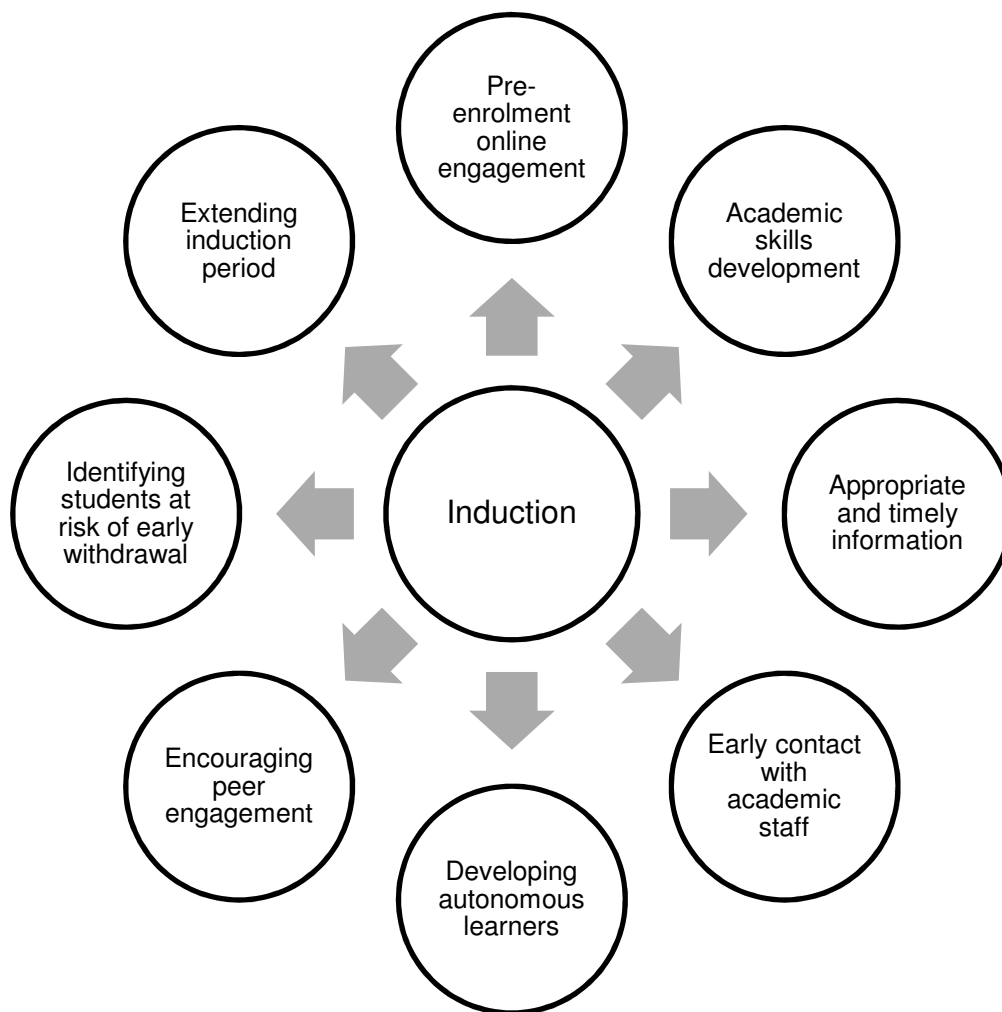 Pre-
enrolment
online
engagement
Academic
skills
development
Appropriate
and timely
information
Early contact
with
academic
staff
Developing
autonomous
learners
Encouraging
peer
engagement
Identifying
students at
risk of early
withdrawal
Extending
induction
period
Induction